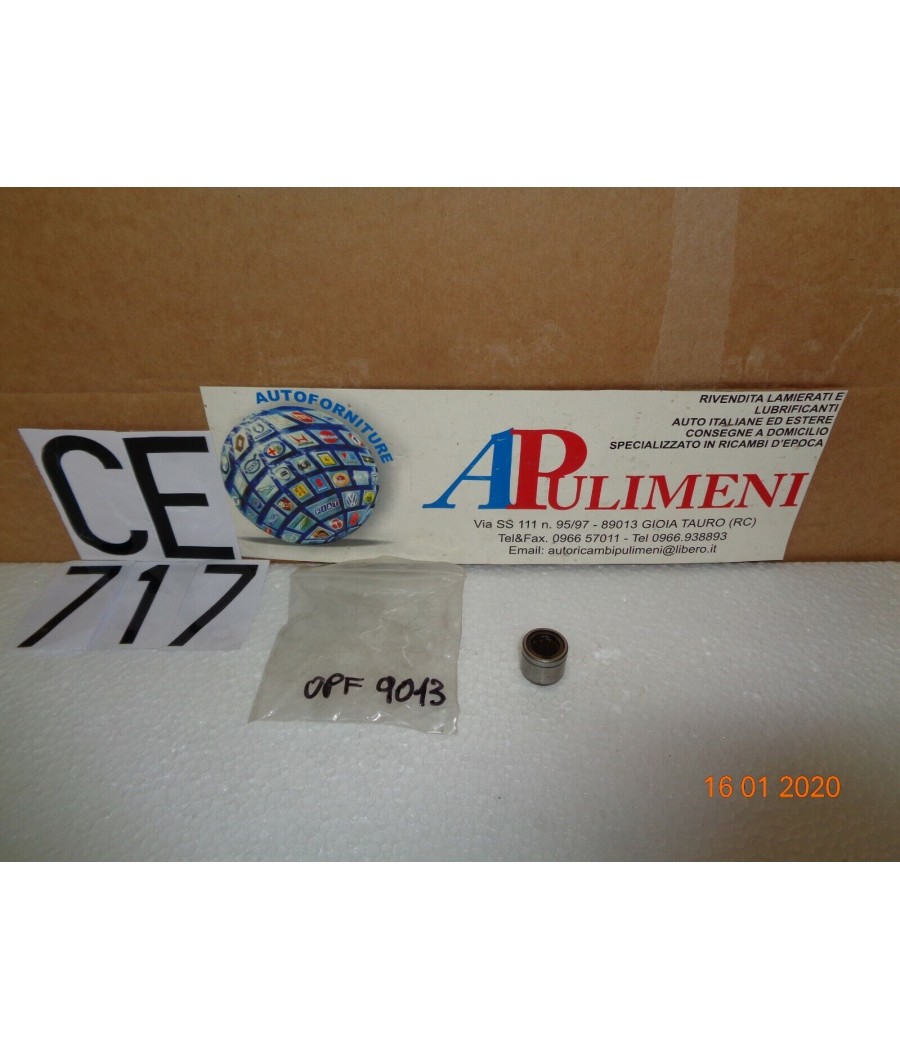 AUTOFORNITURE
RIVENDITA LAMIERATI E
LUBRIFICANTI
AUTO ITALIANE ED ESTERE
CONSEGNE A DOMICILIO
SPECIALIZZATO IN RICAMBI D'EPOCA
APULIMENI
Via SS 111 n. 95/97 - 89013 GIOIA TAURO (RC)
Tel&Fax. 0966 57011 - Tel 0966.938893
Email: autoricambipulimeni@libero.it
CE
717
OPF 9013
16 01 2020